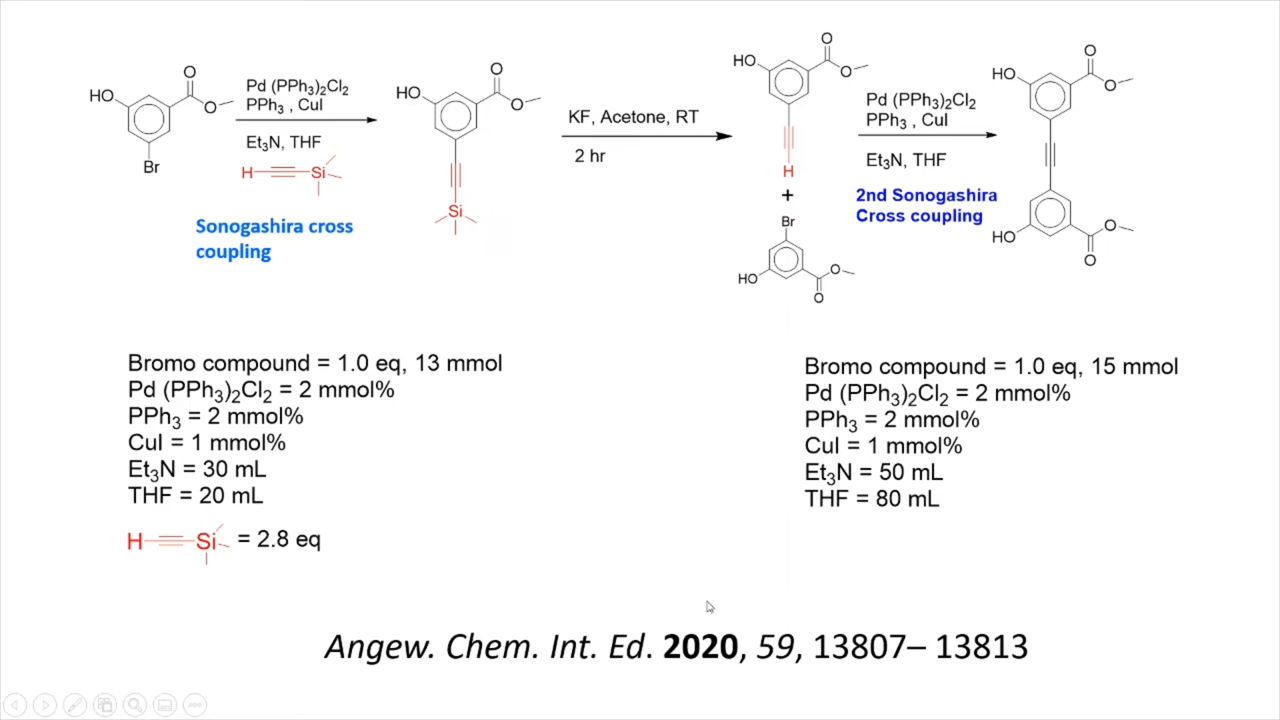 HO
O
O
Br
Pd (PPh₃)₂Cl₂
PPh₃ , CuI
Et₃N, THF
H
Si
Sonogashira cross
coupling
HO
O
O
Si
KF, Acetone, RT
2 hr
HO
O
O
H
+
Br
HO
O
O
Pd (PPh₃)₂Cl₂
PPh₃ , CuI
Et₃N, THF
2nd Sonogashira
Cross coupling
HO
O
O
HO
O
O
Bromo compound = 1.0 eq, 13 mmol
Pd (PPh₃)₂Cl₂ = 2 mmol%
PPh₃ = 2 mmol%
CuI = 1 mmol%
Et₃N = 30 mL
THF = 20 mL
H Si = 2.8 eq
Bromo compound = 1.0 eq, 15 mmol
Pd (PPh₃)₂Cl₂ = 2 mmol%
PPh₃ = 2 mmol%
CuI = 1 mmol%
Et₃N = 50 mL
THF = 80 mL
Angew. Chem. Int. Ed. 2020, 59, 13807– 13813